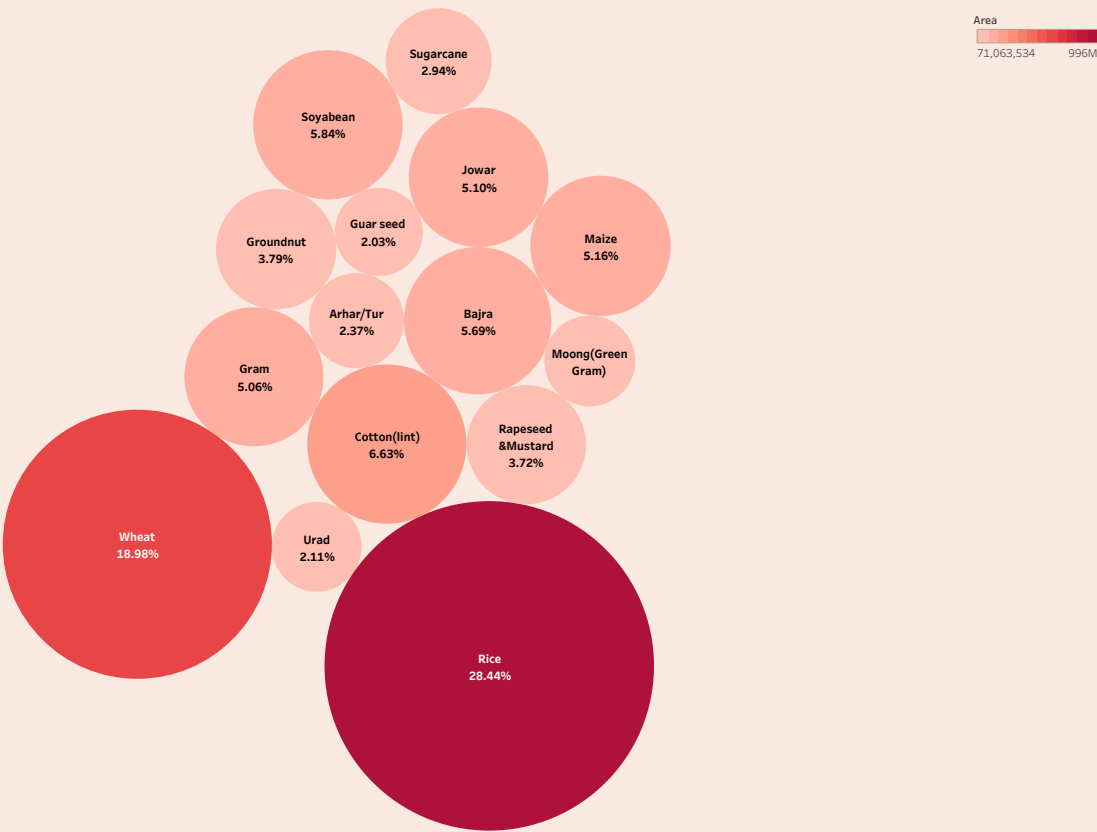 Area
71,063,534 996M
Sugarcane
2.94%
Soyabean
5.84%
Jowar
5.10%
Guar seed
2.03%
Groundnut
3.79%
Maize
5.16%
Arhar/Tur
2.37%
Bajra
5.69%
Moong(Green
Gram)
Gram
5.06%
Cotton(lint)
6.63%
Rapeseed
&Mustard
3.72%
Wheat
18.98%
Urad
2.11%
Rice
28.44%